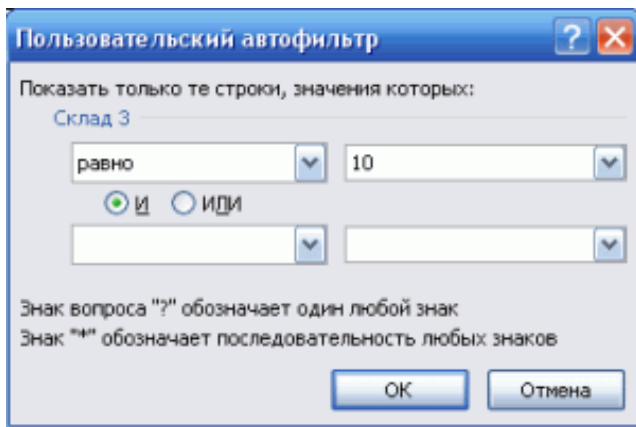 Пользовательский автофильтр
Показать только те строки, значения которых:
Склад 3
равно 10
И ИЛИ
Знак вопроса "?" обозначает один любой знак
Знак "*" обозначает последовательность любых знаков
ОК Отмена